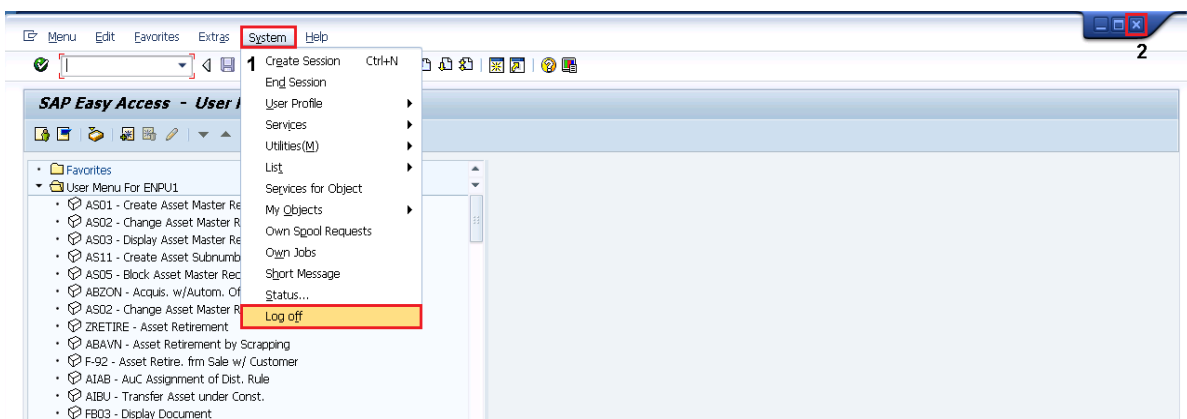 Menu Edit Favorites Extras System Help
2
1 Create Session Ctrl+N
End Session
SAP Easy Access - User
User Profile
Services
Utilities(M)
List
Favorites
Services for Object
User Menu For ENPU1
My Objects
AS01 - Create Asset Master Re
AS02 - Change Asset Master R
Own Spool Requests
AS03 - Display Asset Master Re
Own Jobs
AS11 - Create Asset Subnumb
Short Message
AS05 - Block Asset Master Rec
Status...
ABZON - Acquis. w/Autom. Of
AS02 - Change Asset Master R
Log off
ZRETIRE - Asset Retirement
ABAVN - Asset Retirement by Scrapping
F-92 - Asset Retire. frm Sale w/ Customer
AIAB - AuC Assignment of Dist. Rule
AIBU - Transfer Asset under Const.
FB03 - Display Document